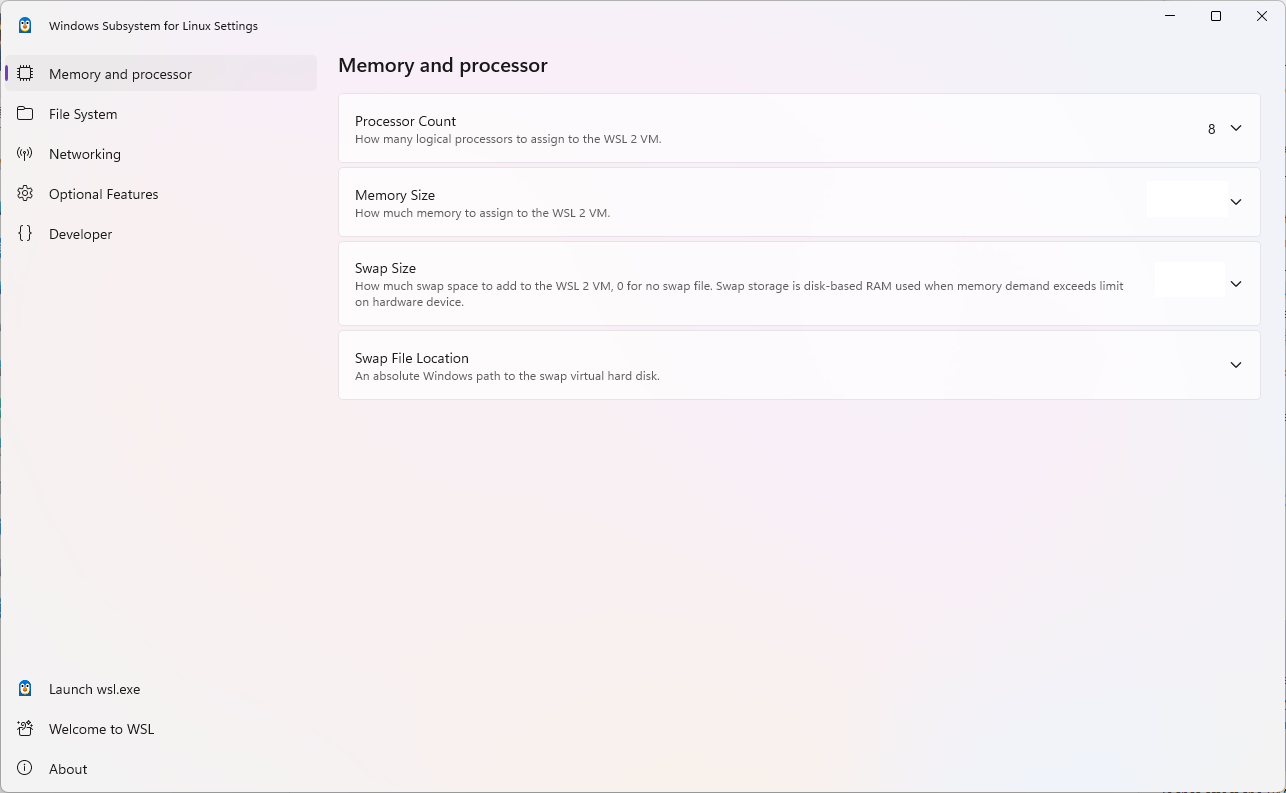 Windows Subsystem for Linux Settings
Memory and processor
File System
Networking
Optional Features
Developer
Launch wsl.exe
Welcome to WSL
About
Memory and processor
Processor Count
How many logical processors to assign to the WSL 2 VM.
8
Memory Size
How much memory to assign to the WSL 2 VM.
Swap Size
How much swap space to add to the WSL 2 VM, 0 for no swap file. Swap storage is disk-based RAM used when memory demand exceeds limit
on hardware device.
Swap File Location
An absolute Windows path to the swap virtual hard disk.